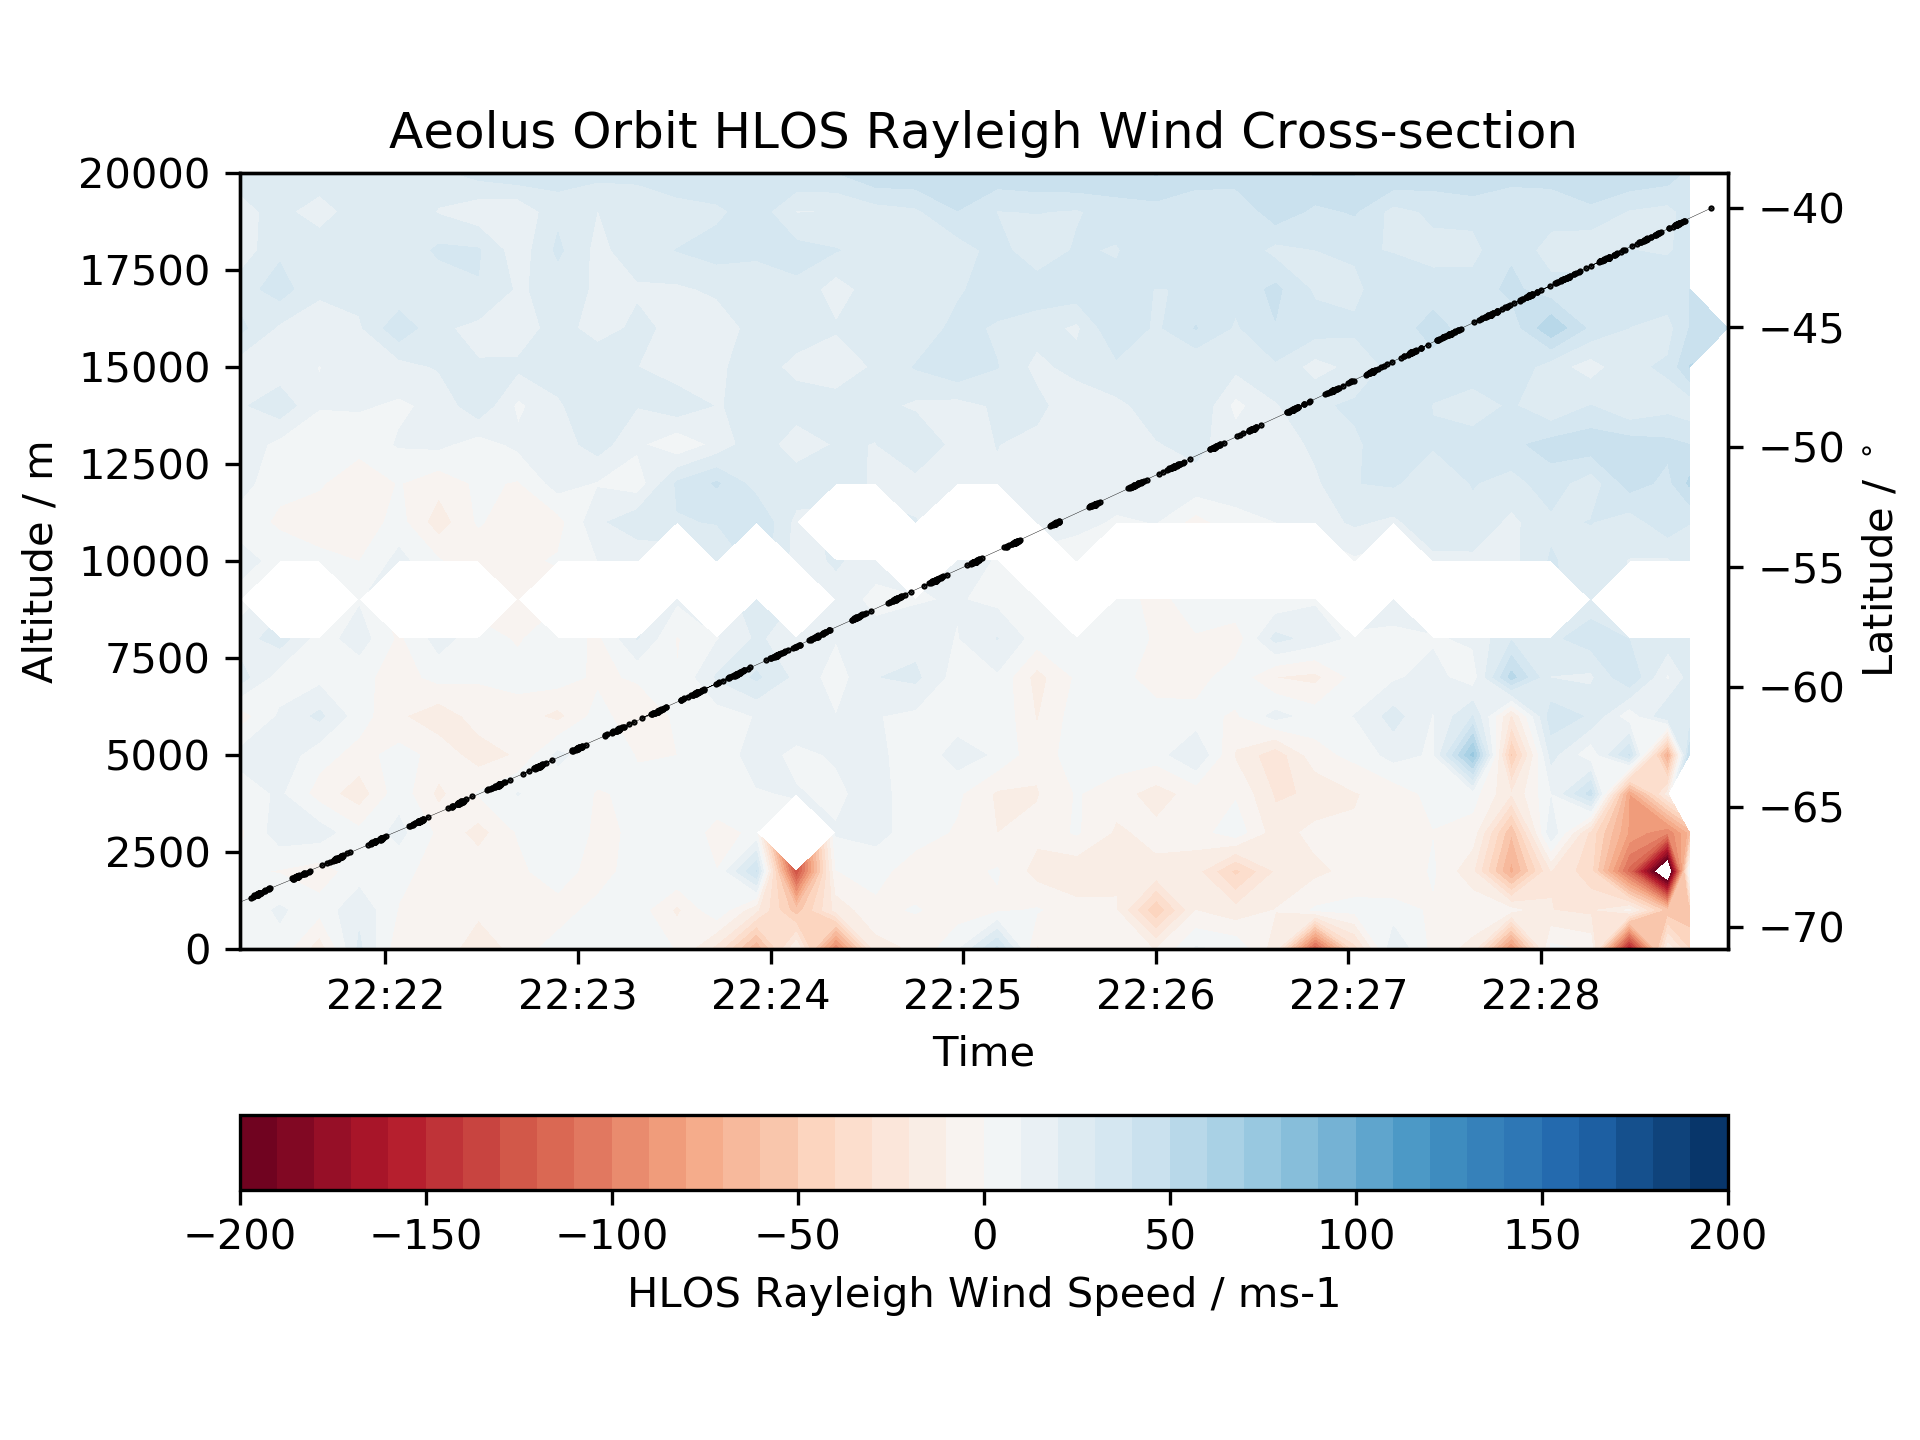 Aeolus Orbit HLOS Rayleigh Wind Cross-section
20000
17500
15000
12500
10000
7500
5000
2500
0
Altitude / m
−40
−45
−50
−55
−60
−65
−70
Latitude / °
22:22 22:23 22:24 22:25 22:26 22:27 22:28
Time
−200 −150 −100 −50 0 50 100 150 200
HLOS Rayleigh Wind Speed / ms-1